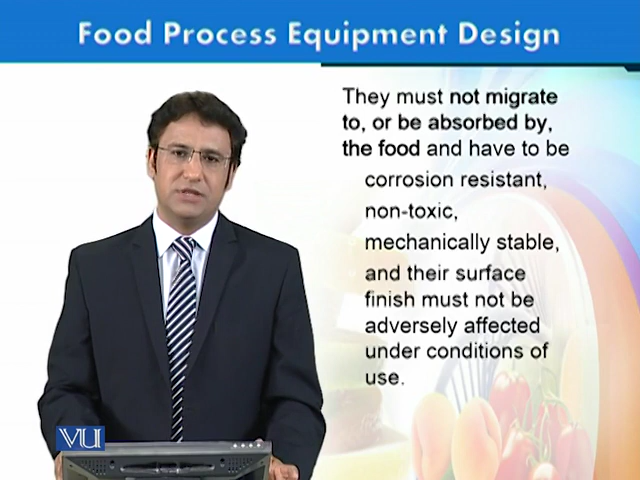 Food Process Equipment Design
They must not migrate
to, or be absorbed by,
the food and have to be
corrosion resistant,
non-toxic,
mechanically stable,
and their surface
finish must not be
adversely affected
under conditions of
use.
VU